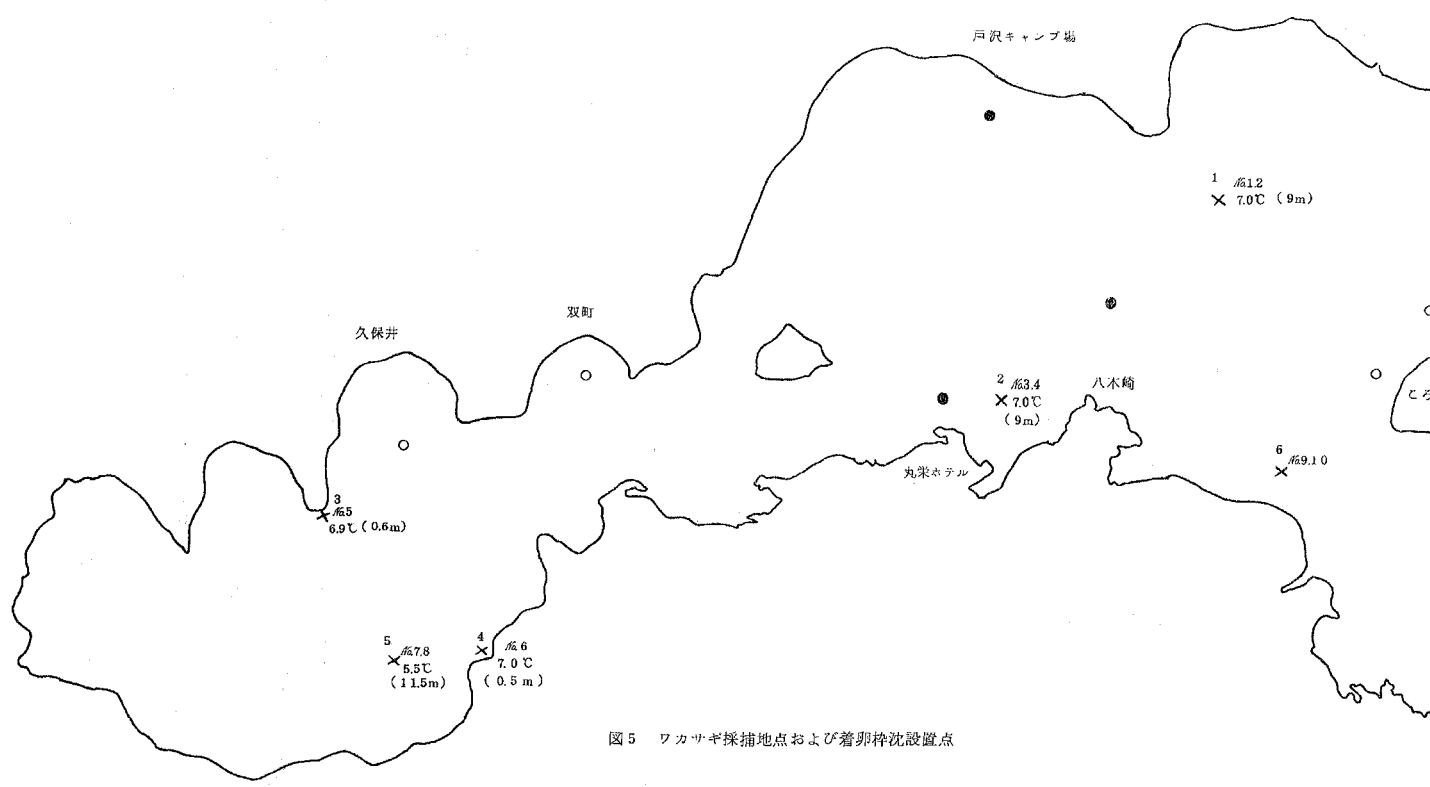 戸沢キャンプ場
1
№1.2
7.0℃ (9m)
双町
久保井
2
№3.4
7.0℃
(9m)
八木崎
ころ
丸栄ホテル
6
№9.10
3
№5
6.9℃(0.6m)
5
№7.8
5.5℃
(11.5m)
4
№6
7.0℃
(0.5m)
図5 ワカサギ採捕地点および着卵枠沈設置点